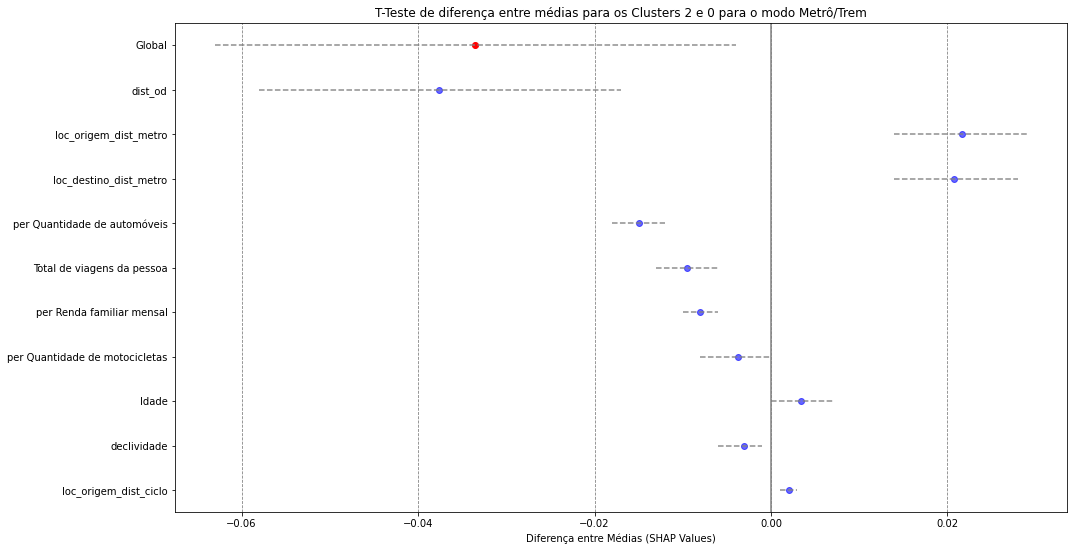 T-Teste de diferença entre médias para os Clusters 2 e 0 para o modo Metrô/Trem
Global
dist_od
loc_origem_dist_metro
loc_destino_dist_metro
per Quantidade de automóveis
Total de viagens da pessoa
per Renda familiar mensal
per Quantidade de motocicletas
Idade
declividade
loc_origem_dist_ciclo
−0.06 −0.04 −0.02 0.00 0.02
Diferença entre Médias (SHAP Values)